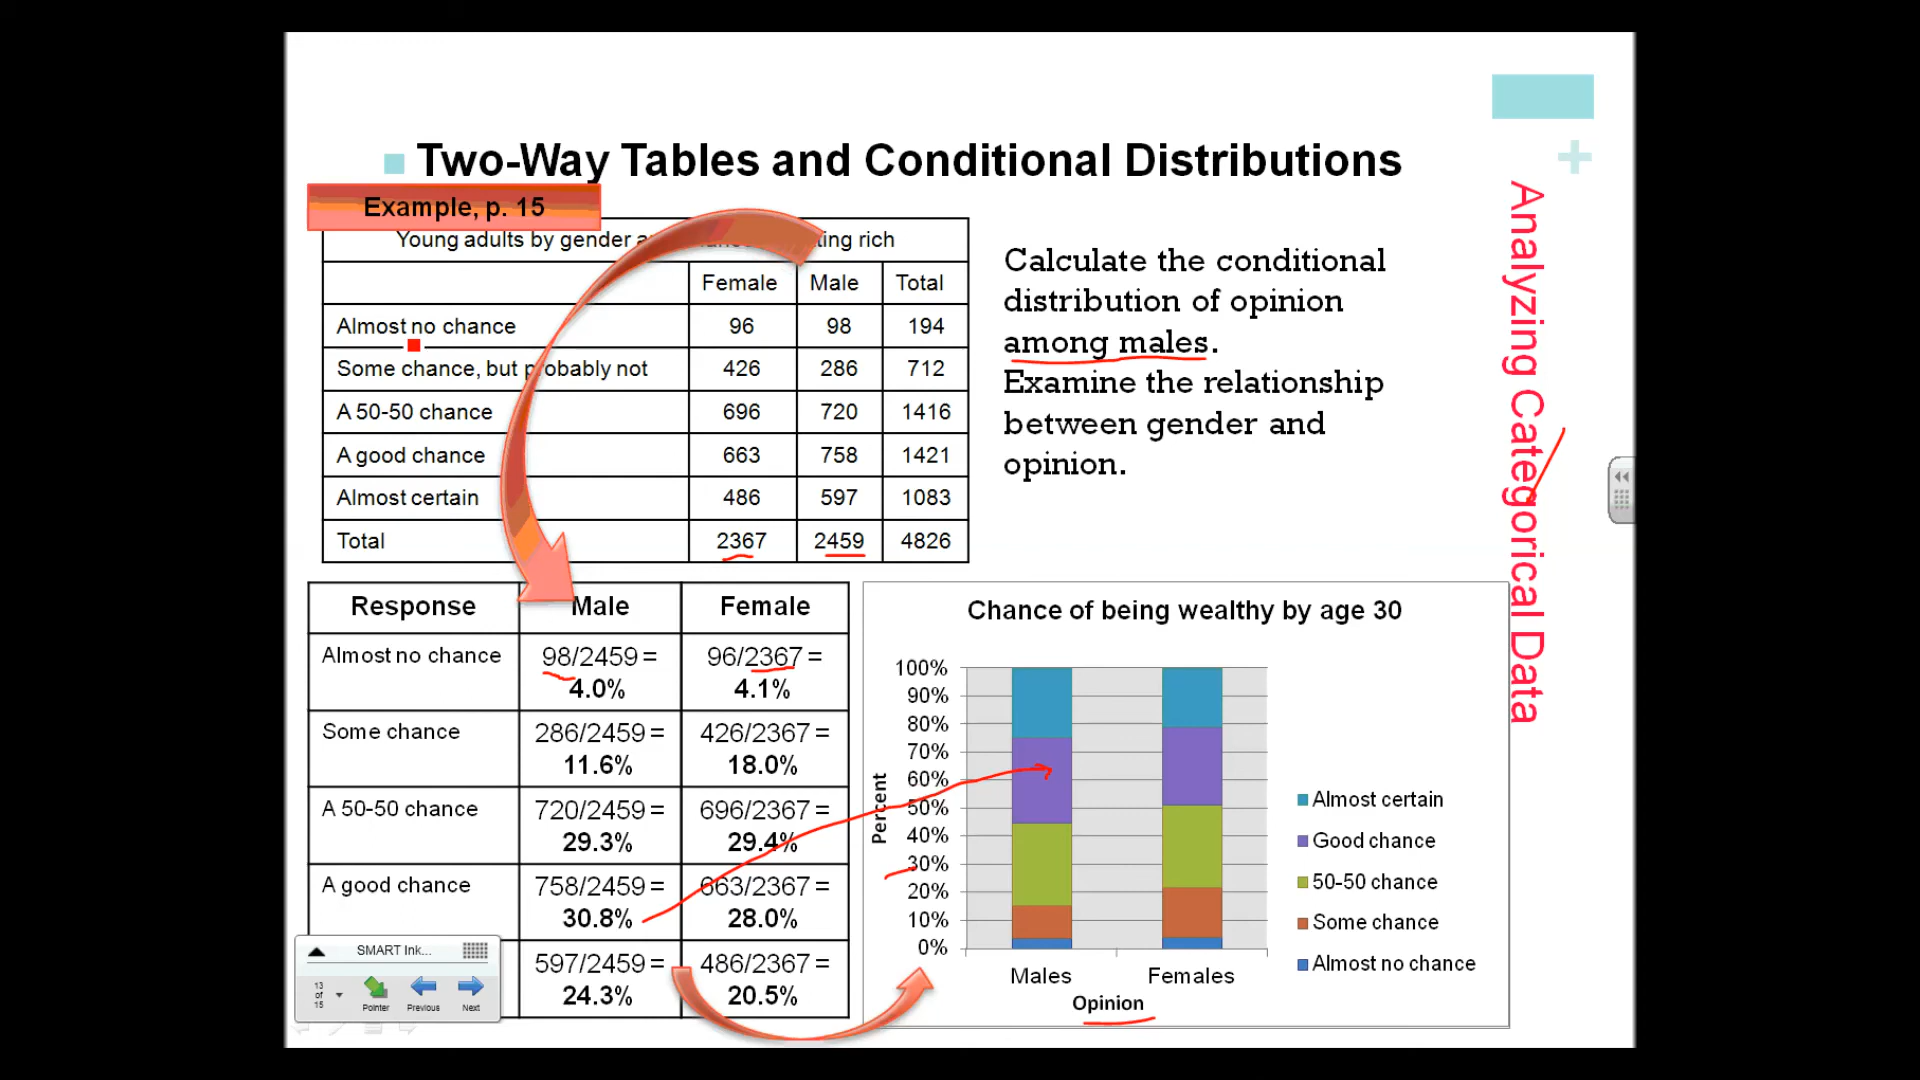 Two-Way Tables and Conditional Distributions
Example, p. 15
Young adults by gender a ting rich
Female Male Total
Almost no chance 96 98 194
Some chance, but probably not 426 286 712
A 50-50 chance 696 720 1416
A good chance 663 758 1421
Almost certain 486 597 1083
Total 2367 2459 4826
Calculate the conditional
distribution of opinion
among males.
Examine the relationship
between gender and
opinion.
Analyzing Categorical Data
Response Male Female
Almost no chance 98/2459 = 96/2367 =
4.0% 4.1%
Some chance 286/2459 = 426/2367 =
11.6% 18.0%
A 50-50 chance 720/2459 = 696/2367 =
29.3% 29.4%
A good chance 758/2459 = 663/2367 =
30.8% 28.0%
597/2459 = 486/2367 =
24.3% 20.5%
SMART Ink...
13
of
15
Pointer Previous Next
Chance of being wealthy by age 30
Percent
100%
90%
80%
70%
60%
50%
40%
30%
20%
10%
0%
Males Females
Opinion
Almost certain
Good chance
50-50 chance
Some chance
Almost no chance